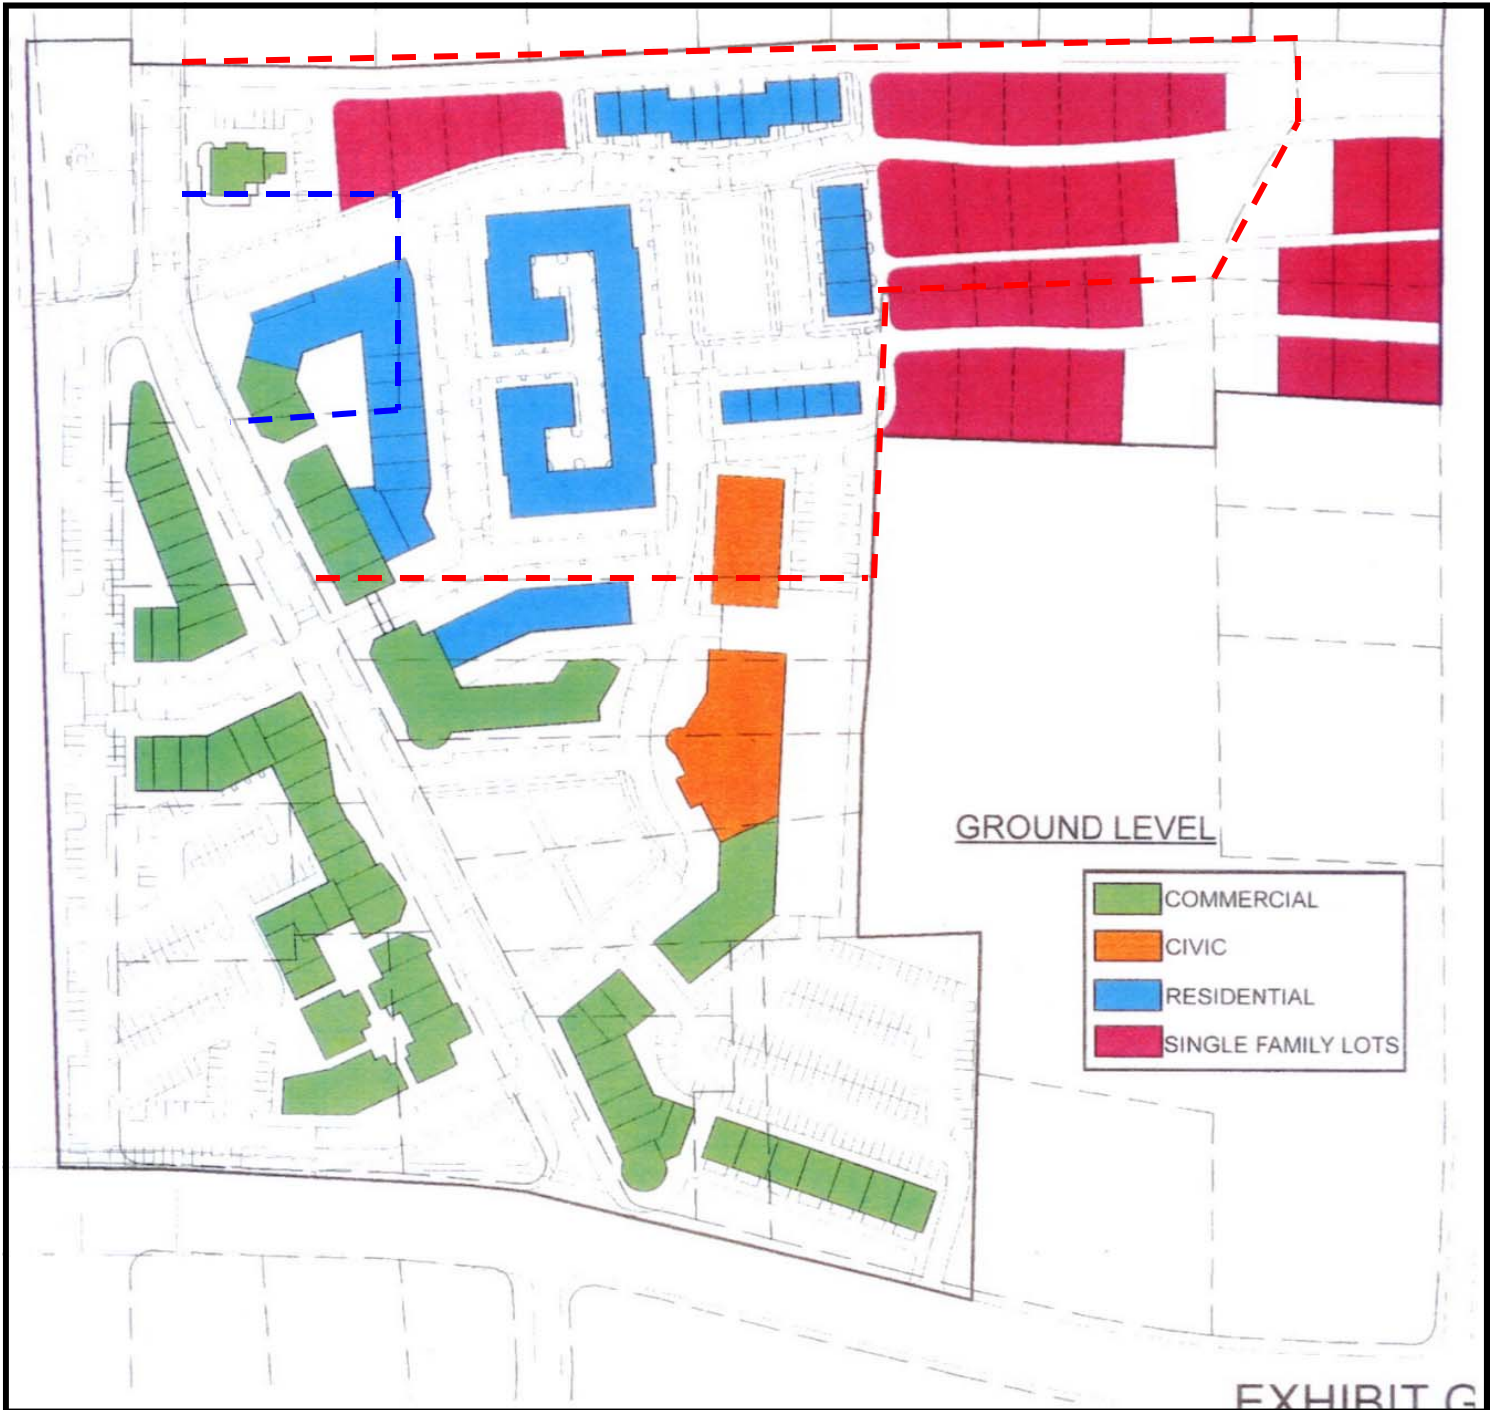 GROUND LEVEL
COMMERCIAL
CIVIC
RESIDENTIAL
SINGLE FAMILY LOTS
EXHIBIT G